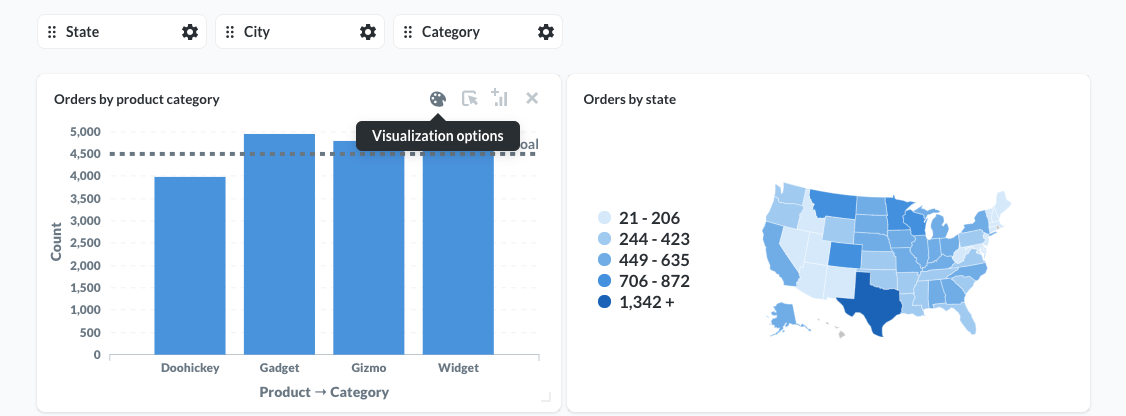 State
City
Category
Orders by product category
Visualization options
5,000
4,500
4,000
3,500
3,000
2,500
2,000
1,500
1,000
500
0
Count
Doohickey
Gadget
Gizmo
Widget
Product → Category
Orders by state
21 - 206
244 - 423
449 - 635
706 - 872
1,342 +